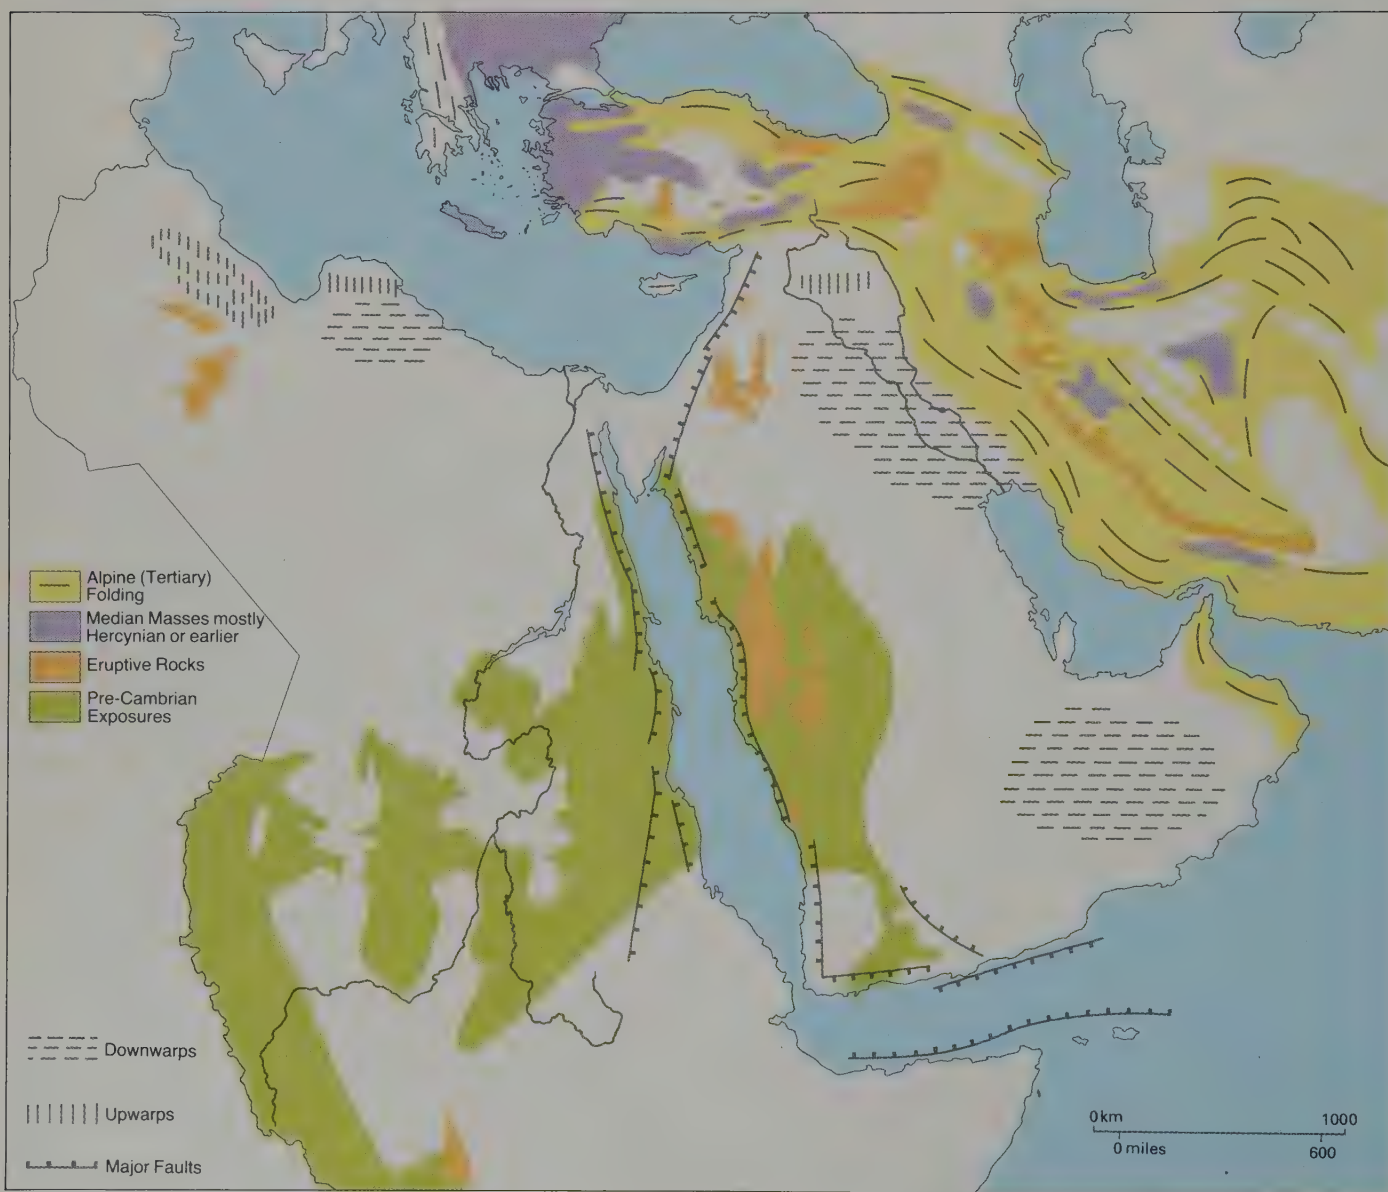 Alpine (Tertiary)
Folding
Median Masses mostly
Hercynian or earlier
Eruptive Rocks
Pre-Cambrian
Exposures
Downwarps
Upwarps
Major Faults
0 km 1000
0 miles 600